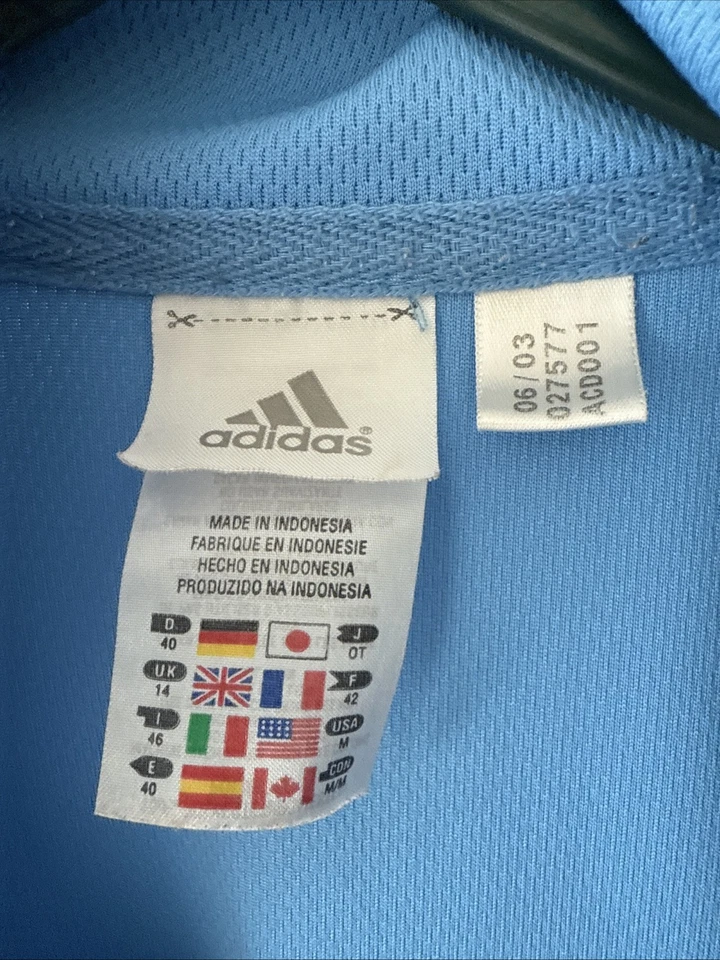 adidas®
MADE IN INDONESIA
FABRIQUE EN INDONESIE
HECHO EN INDONESIA
PRODUZIDO NA INDONESIA
D J
40 OT
UK F
14 42
I USA
46 M
E CDN
40 M/M
06/03
027577
ACD001